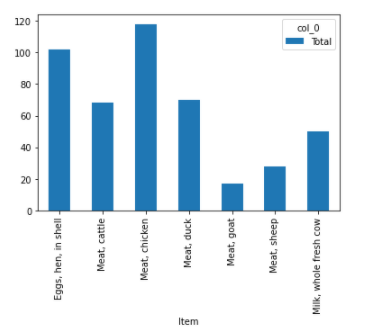 120
100
80
60
40
20
0
col_0
Total
Eggs, hen, in shell
Meat, cattle
Meat, chicken
Meat, duck
Meat, goat
Meat, sheep
Milk, whole fresh cow
Item